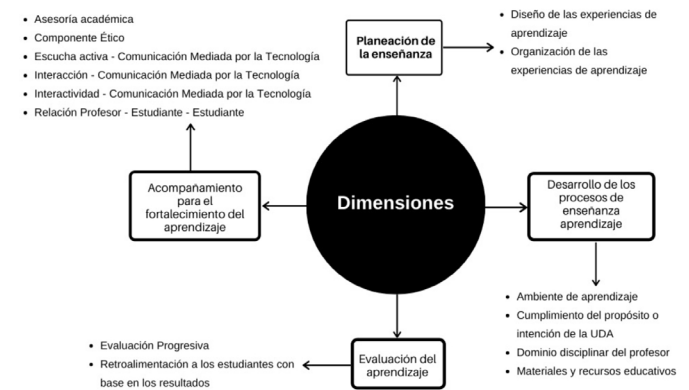 Asesoría académica
Componente Ético
Escucha activa - Comunicación Mediada por la Tecnología
Interacción - Comunicación Mediada por la Tecnología
Interactividad - Comunicación Mediada por la Tecnología
Relación Profesor - Estudiante - Estudiante
Planeación de
la enseñanza
Diseño de las experiencias de
aprendizaje
Organización de las
experiencias de aprendizaje
Acompañamiento
para el
fortalecimiento del
aprendizaje
Dimensiones
Desarrollo de los
procesos de
enseñanza
aprendizaje
Ambiente de aprendizaje
Cumplimiento del propósito o
intención de la UDA
Dominio disciplinar del profesor
Materiales y recursos educativos
Evaluación Progresiva
Retroalimentación a los estudiantes con
base en los resultados
Evaluación del
aprendizaje